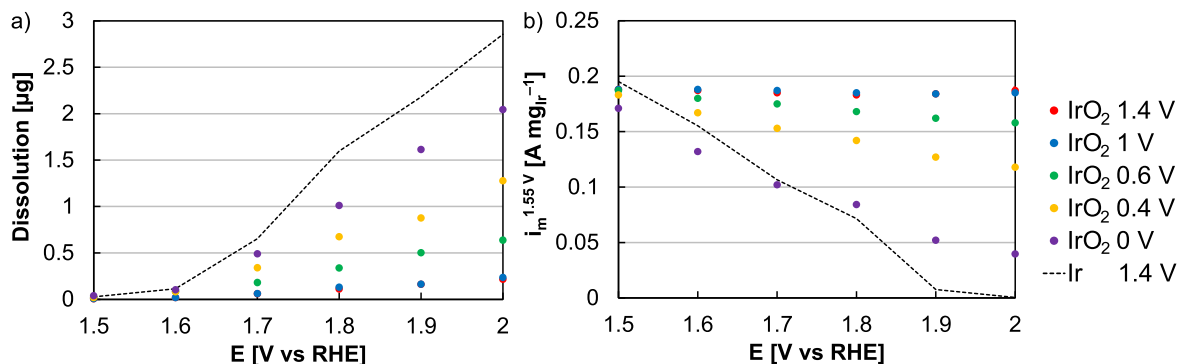 a)
Dissolution [µg]
3
2.5
2
1.5
1
0.5
0
1.5 1.6 1.7 1.8 1.9 2
E [V vs RHE]
b)
iₘ¹·⁵⁵ ⱽ [A mg_Ir⁻¹]
0.25
0.2
0.15
0.1
0.05
0
1.5 1.6 1.7 1.8 1.9 2
E [V vs RHE]
IrO₂ 1.4 V
IrO₂ 1 V
IrO₂ 0.6 V
IrO₂ 0.4 V
IrO₂ 0 V
Ir 1.4 V